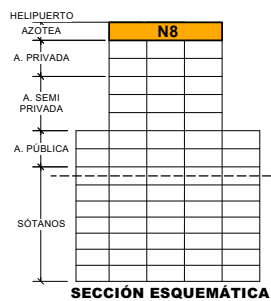 HELIPUERTO
AZOTEA
N8
A. PRIVADA
A. SEMI
PRIVADA
A. PÚBLICA
SÓTANOS
SECCIÓN ESQUEMÁTICA